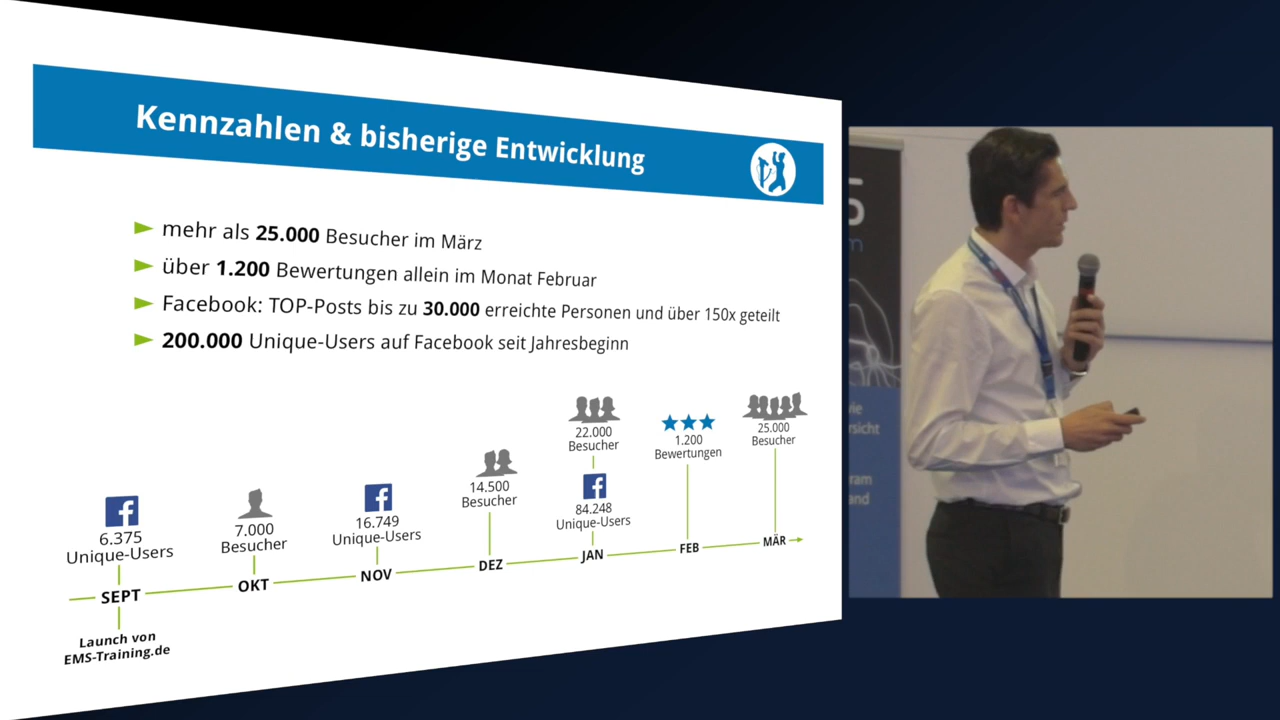 Kennzahlen & bisherige Entwicklung
mehr als 25.000 Besucher im März
über 1.200 Bewertungen allein im Monat Februar
Facebook: TOP-Posts bis zu 30.000 erreichte Personen und über 150x geteilt
200.000 Unique-Users auf Facebook seit Jahresbeginn
6.375
Unique-Users
SEPT
Launch von
EMS-Training.de
7.000
Besucher
OKT
16.749
Unique-Users
NOV
14.500
Besucher
DEZ
22.000
Besucher
84.248
Unique-Users
JAN
1.200
Bewertungen
FEB
25.000
Besucher
MÄR